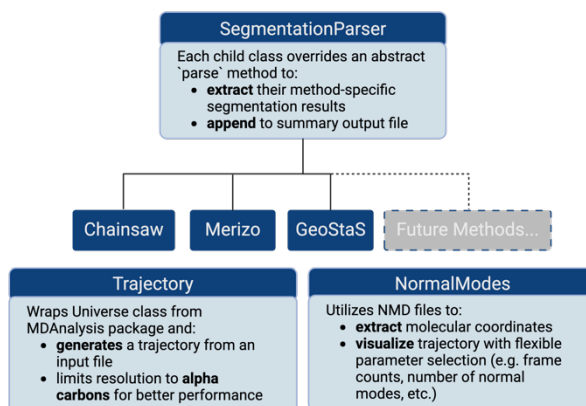 SegmentationParser
Each child class overrides an abstract
`parse` method to:
• extract their method-specific
segmentation results
• append to summary output file
Chainsaw
Merizo
GeoStaS
Future Methods...
Trajectory
Wraps Universe class from
MDAnalysis package and:
• generates a trajectory from an
input file
• limits resolution to alpha
carbons for better performance
NormalModes
Utilizes NMD files to:
• extract molecular coordinates
• visualize trajectory with flexible
parameter selection (e.g. frame
counts, number of normal
modes, etc.)